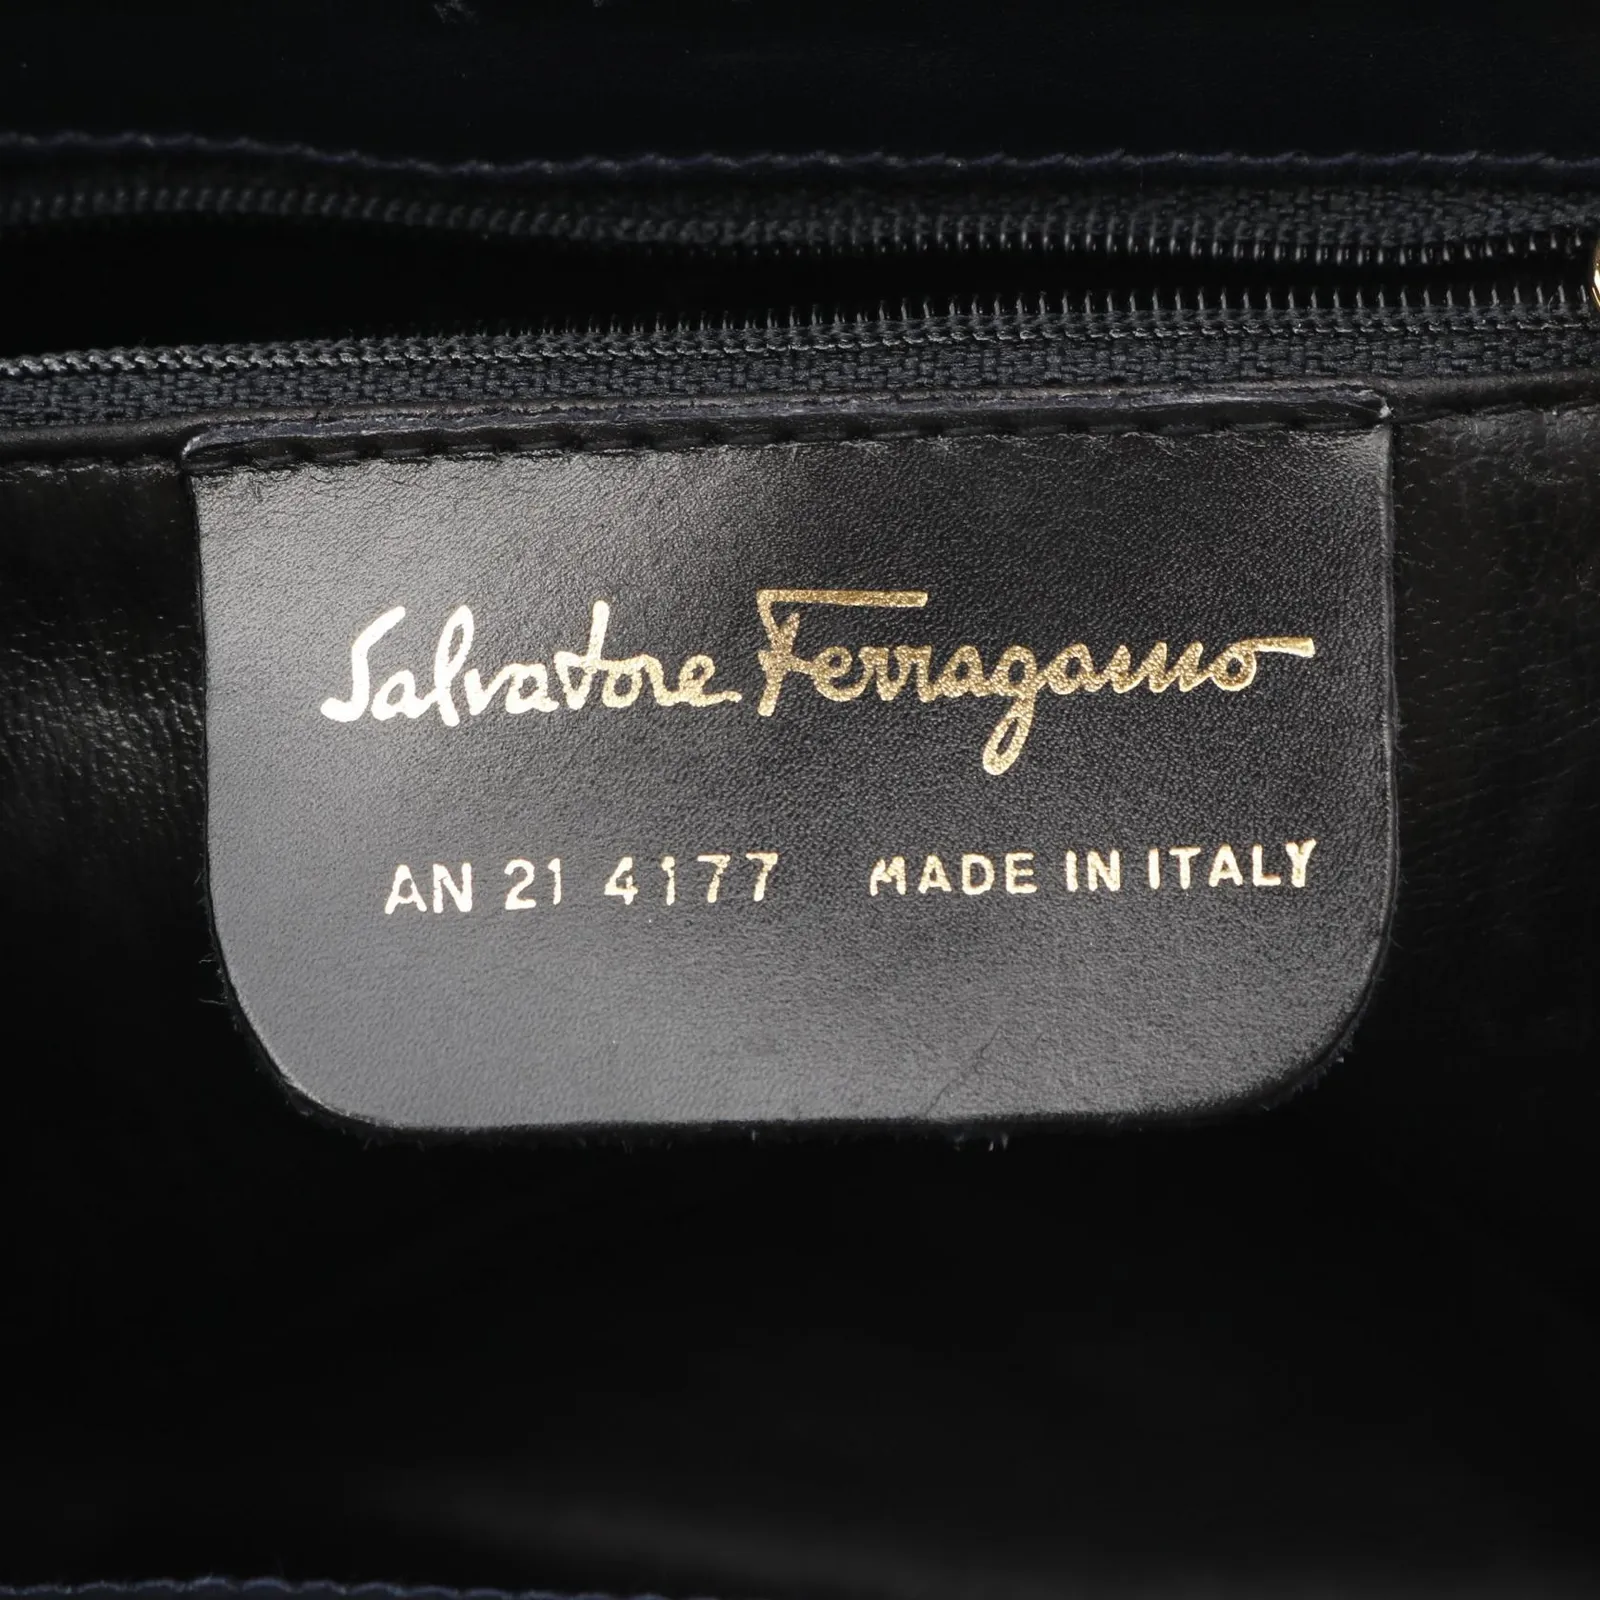 Salvatore Ferragamo
AN 21 4177 MADE IN ITALY